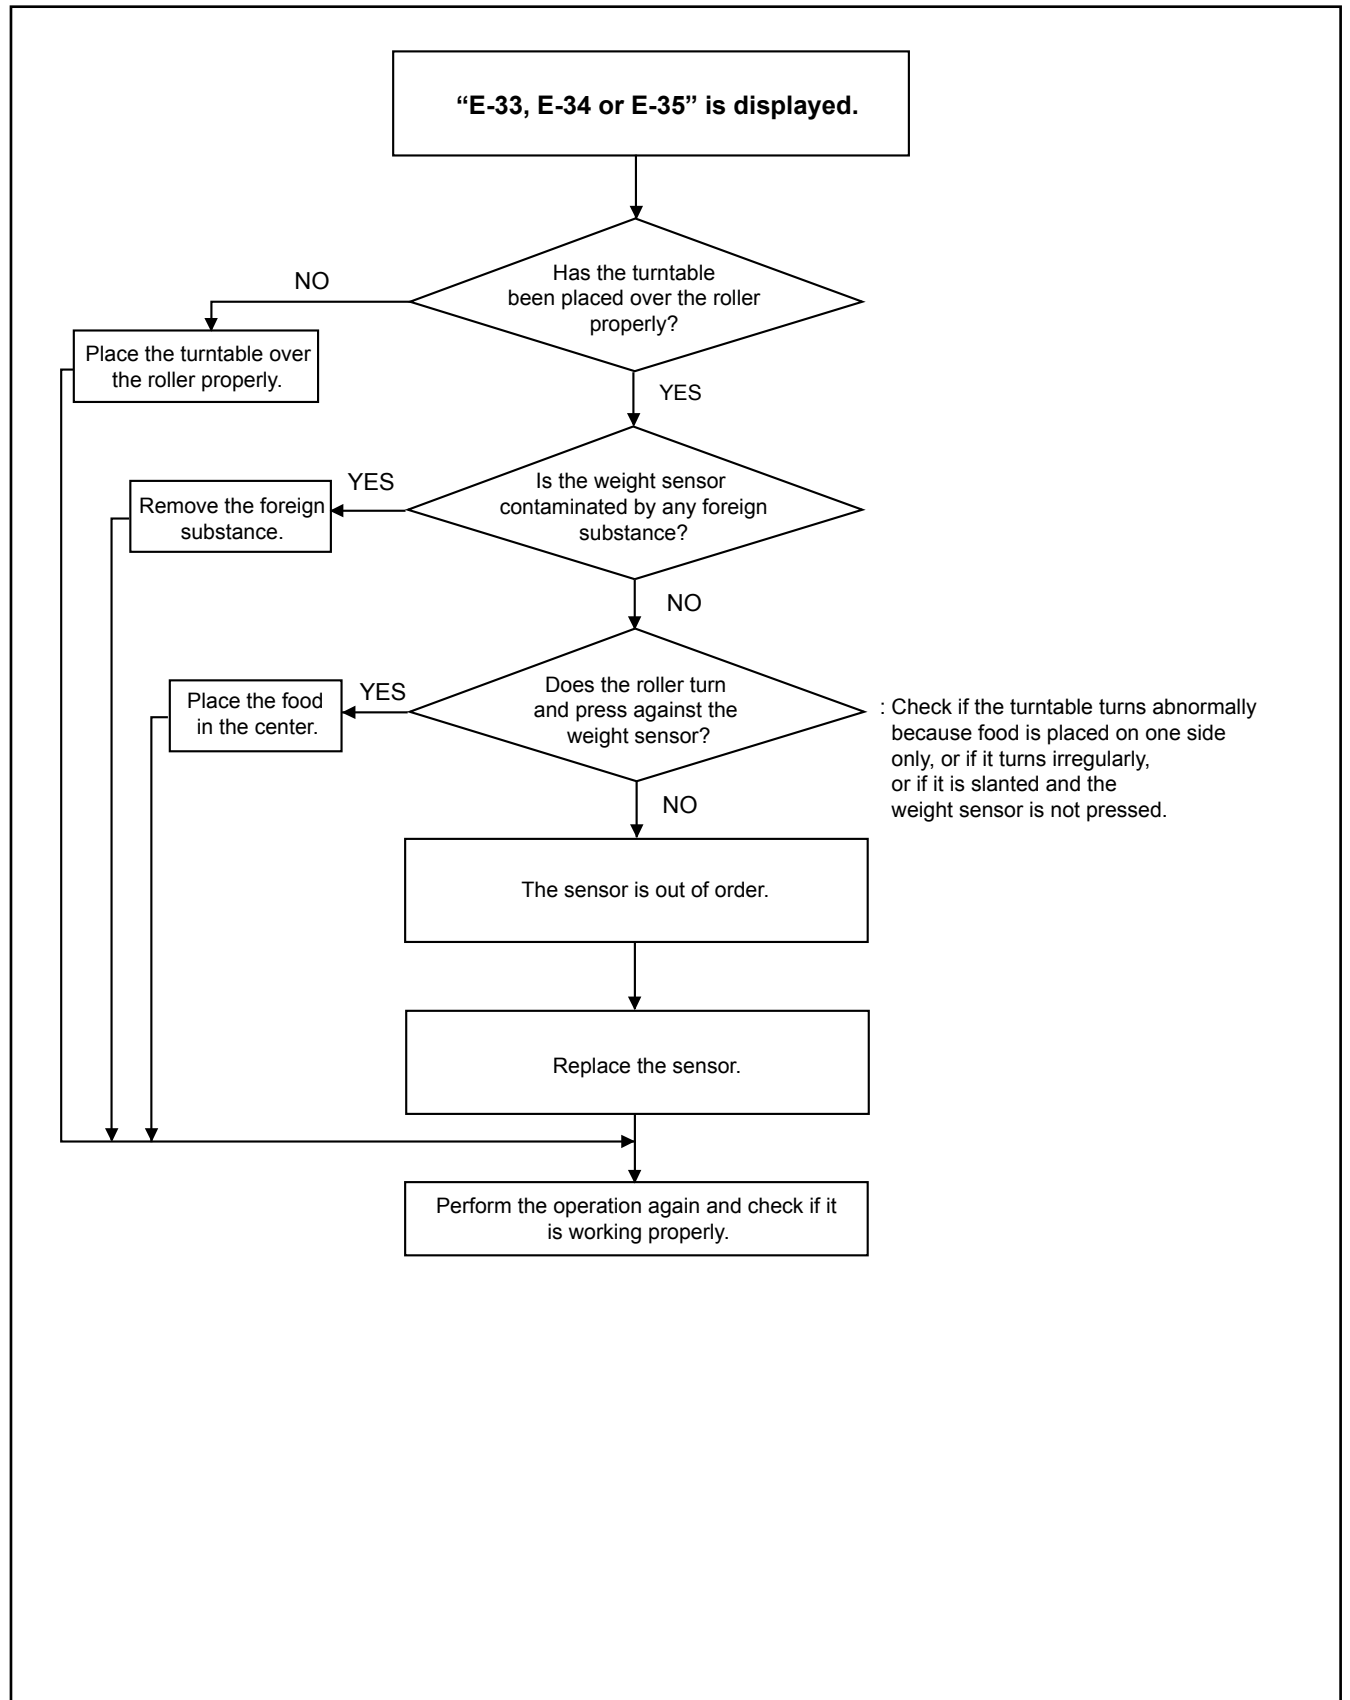 “E-33, E-34 or E-35” is displayed.
Has the turntable
been placed over the roller
properly?
NO
Place the turntable over
the roller properly.
YES
Is the weight sensor
contaminated by any foreign
substance?
YES
Remove the foreign
substance.
NO
Does the roller turn
and press against the
weight sensor?
YES
Place the food
in the center.
: Check if the turntable turns abnormally
because food is placed on one side
only, or if it turns irregularly,
or if it is slanted and the
weight sensor is not pressed.
NO
The sensor is out of order.
Replace the sensor.
Perform the operation again and check if it
is working properly.